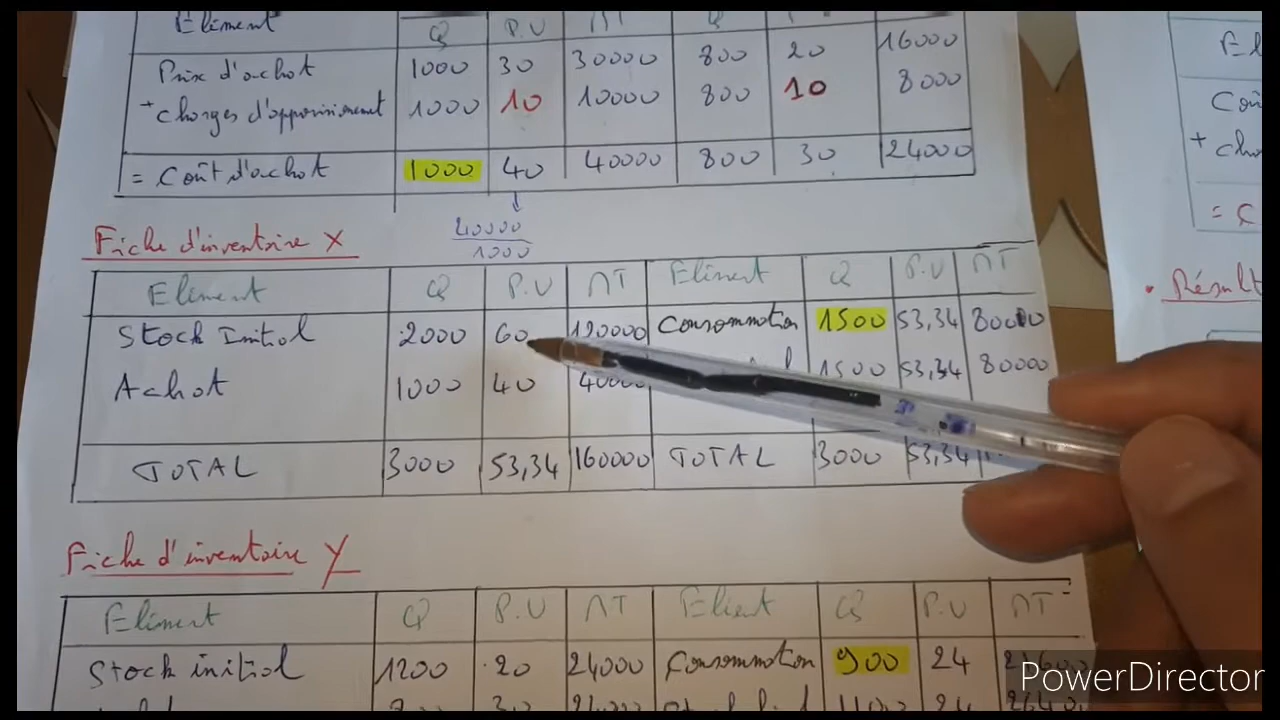 Elément Q P.U MT Q
Prix d'achat 1000 30 30000 800 20 16000
+ charges d'approvisionnement 1000 10 10000 800 10 8000
= Coût d'achat 1000 40 40000 800 30 24000
40000
1000
Fiche d'inventaire X
Elément Q P.U MT Elément Q P.U MT
Stock Initial 2000 60 120000 Consommation 1500 53,34 80000
1500 53,34 80000
Achat 1000 40 40000
TOTAL 3000 53,34 160000 TOTAL 3000 53,34
Fiche d'inventaire Y
Elément Q P.U MT Q P.U MT
Stock initial 1200 20 24000 Consommation 900 24 21600
= C
• Résult
PowerDirector